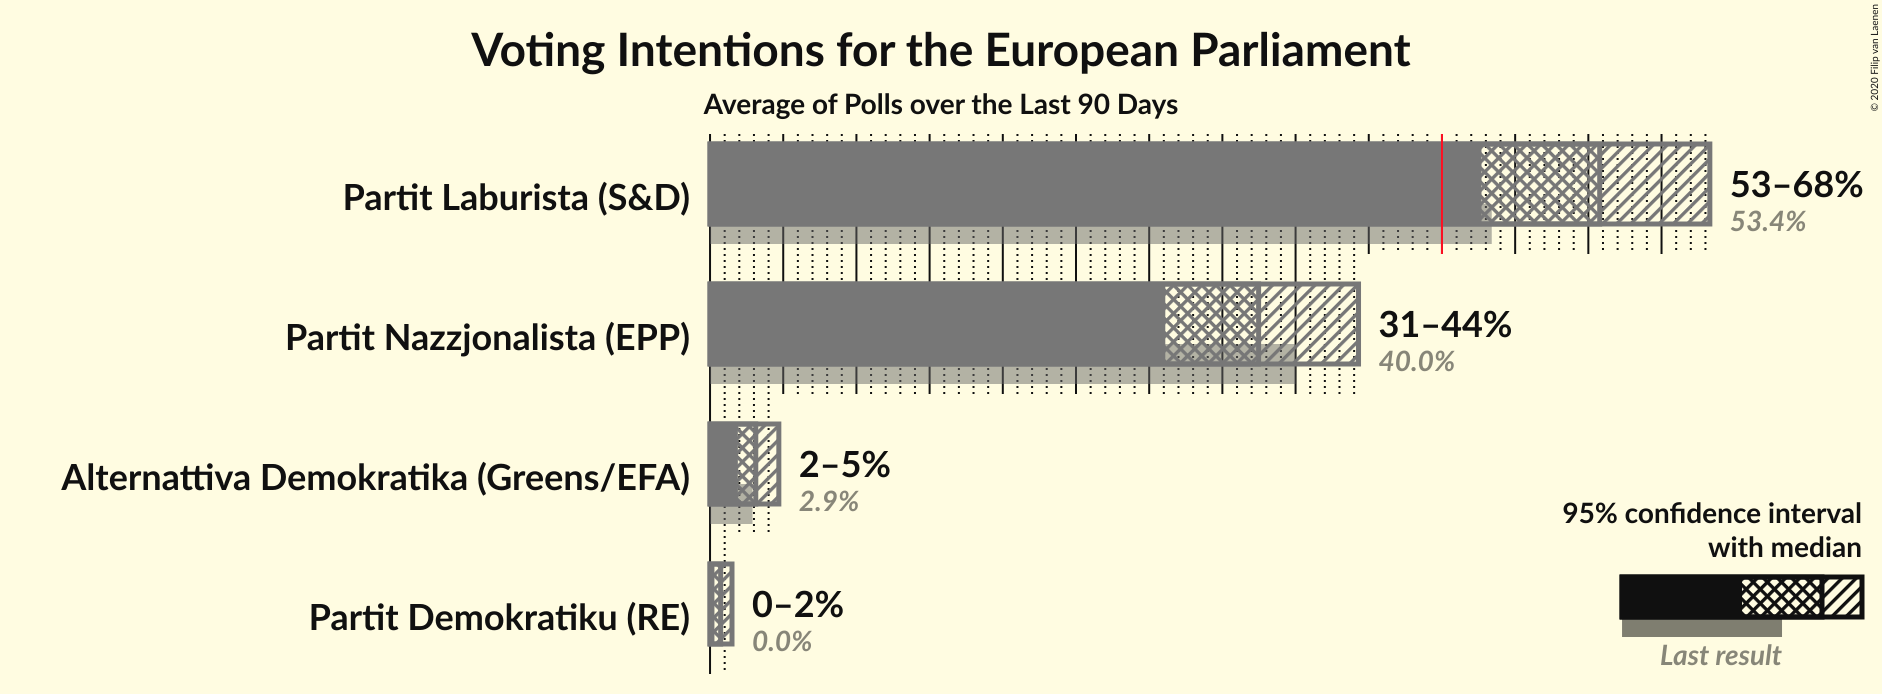 Voting Intentions for the European Parliament
Average of Polls over the Last 90 Days
Partit Laburista (S&D)
53–68%
53.4%
Partit Nazzjonalista (EPP)
31–44%
40.0%
Alternattiva Demokratika (Greens/EFA)
2–5%
2.9%
Partit Demokratiku (RE)
0–2%
0.0%
95% confidence interval
with median
Last result
© 2020 Filip van Laenen